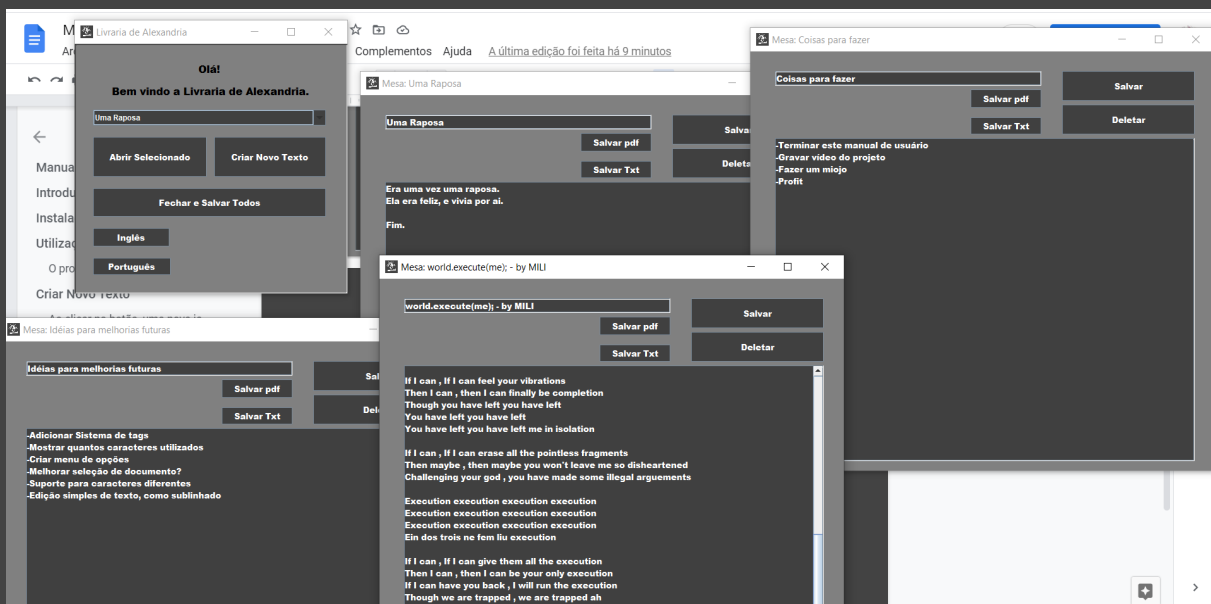 M
Ar
Complementos Ajuda A última edição foi feita há 9 minutos
Manua
Introdu
Instala
Utilizaç
O pro
Criar Novo Texto
Livraria de Alexandria
Olá!
Bem vindo a Livraria de Alexandria.
Uma Raposa
Abrir Selecionado
Criar Novo Texto
Fechar e Salvar Todos
Inglês
Português
Mesa: Uma Raposa
Uma Raposa
Salva
Salvar pdf
Deleta
Salvar Txt
Era uma vez uma raposa.
Ela era feliz, e vivia por ai.
Fim.
Mesa: Coisas para fazer
Coisas para fazer
Salvar
Salvar pdf
Deletar
Salvar Txt
-Terminar este manual de usuário
-Gravar vídeo do projeto
-Fazer um miojo
-Profit
Mesa: Idéias para melhorias futuras
Idéias para melhorias futuras
Sal
Salvar pdf
Del
Salvar Txt
-Adicionar Sistema de tags
-Mostrar quantos caracteres utilizados
-Criar menu de opções
-Melhorar seleção de documento?
-Suporte para caracteres diferentes
-Edição simples de texto, como sublinhado
Mesa: world.execute(me); - by MILI
world.execute(me); - by MILI
Salvar
Salvar pdf
Deletar
Salvar Txt
If I can , If I can feel your vibrations
Then I can , then I can finally be completion
Though you have left you have left
You have left you have left
You have left you have left me in isolation
If I can , If I can erase all the pointless fragments
Then maybe , then maybe you won't leave me so disheartened
Challenging your god , you have made some illegal arguements
Execution execution execution execution
Execution execution execution execution
Execution execution execution execution
Ein dos trois ne fem liu execution
If I can , If I can give them all the execution
Then I can , then I can be your only execution
If I can have you back , I will run the execution
Though we are trapped , we are trapped ah